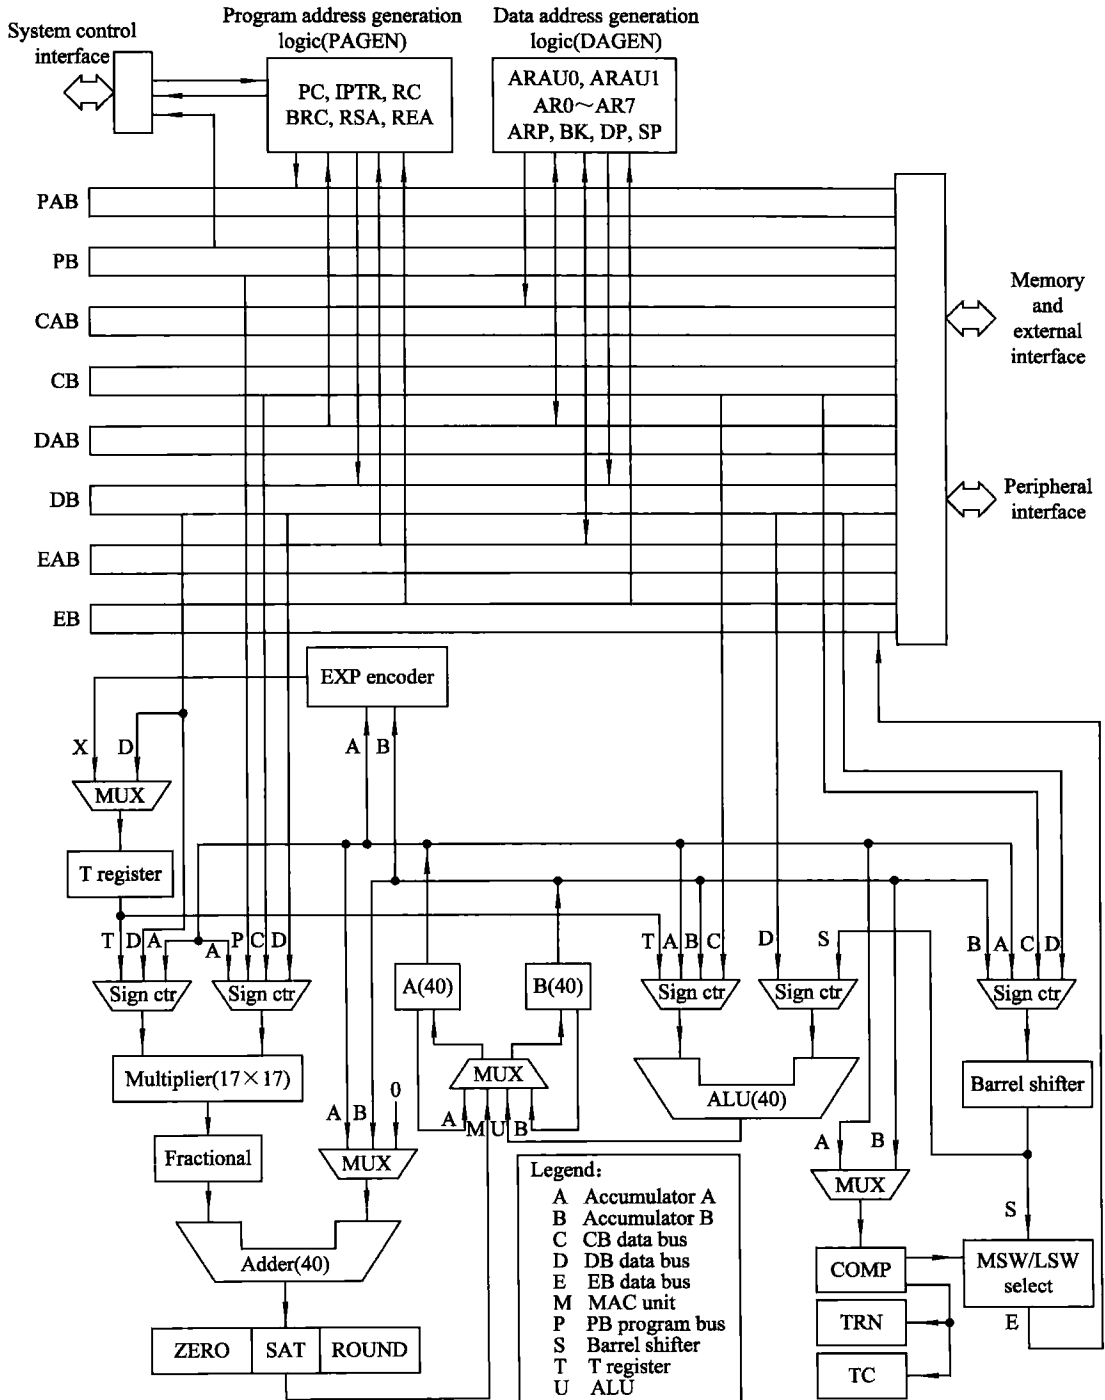 System control
interface
Program address generation
logic(PAGEN)
Data address generation
logic(DAGEN)
PC, IPTR, RC
BRC, RSA, REA
ARAU0, ARAU1
AR0～AR7
ARP, BK, DP, SP
PAB
PB
CAB
CB
DAB
DB
EAB
EB
Memory
and
external
interface
Peripheral
interface
EXP encoder
X D
A B
MUX
T register
T D A
A P C D
Sign ctr
Sign ctr
A(40)
B(40)
T A B C
D S
Sign ctr
Sign ctr
B A C D
Sign ctr
Multiplier(17×17)
MUX
A M U B
ALU(40)
Barrel shifter
Fractional
A B 0
MUX
A B
MUX
S
Adder(40)
COMP
MSW/LSW
select
E
ZERO SAT ROUND
TRN
TC
Legend:
A Accumulator A
B Accumulator B
C CB data bus
D DB data bus
E EB data bus
M MAC unit
P PB program bus
S Barrel shifter
T T register
U ALU